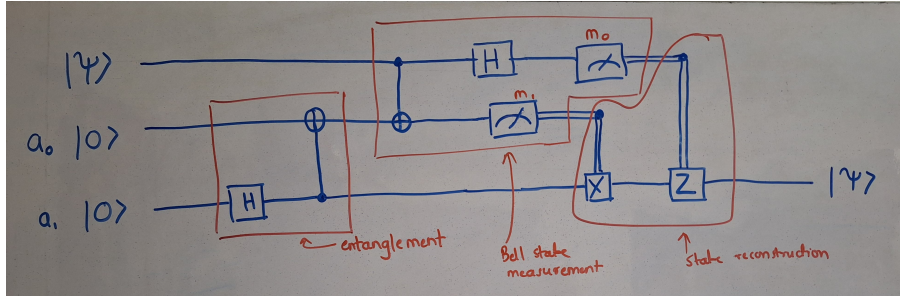 m₀
|Ψ⟩ H
m₁
a₀ |0⟩
a₁ |0⟩ H X Z |Ψ⟩
entanglement
Bell state
measurement
State reconstruction